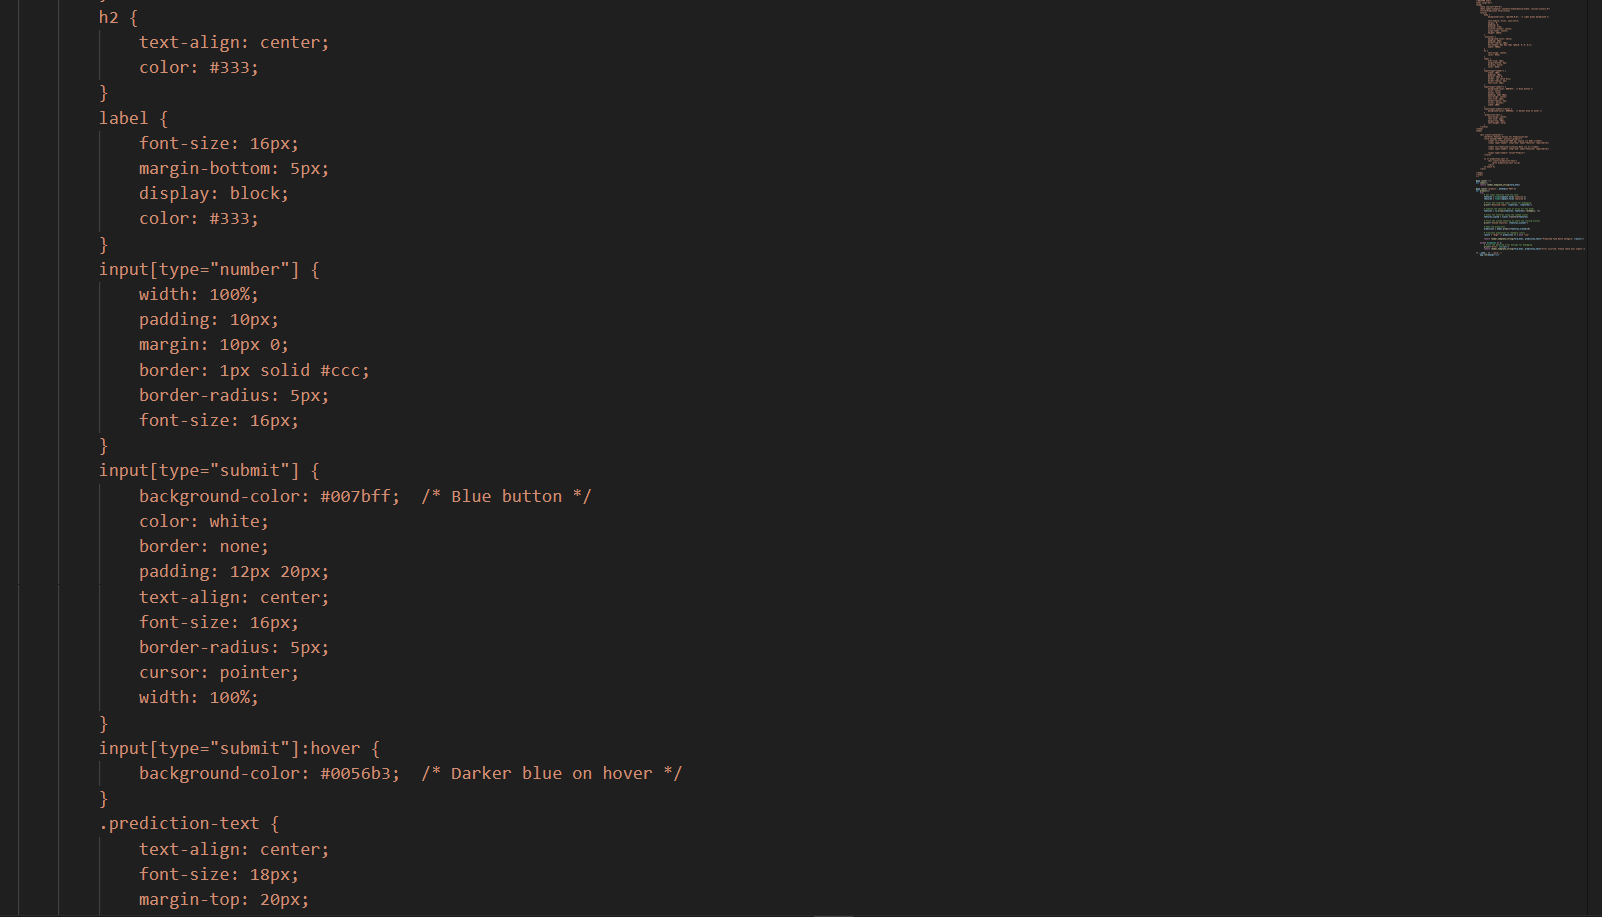 h2 {
text-align: center;
color: #333;
}
label {
font-size: 16px;
margin-bottom: 5px;
display: block;
color: #333;
}
input[type="number"] {
width: 100%;
padding: 10px;
margin: 10px 0;
border: 1px solid #ccc;
border-radius: 5px;
font-size: 16px;
}
input[type="submit"] {
background-color: #007bff;  /* Blue button */
color: white;
border: none;
padding: 12px 20px;
text-align: center;
font-size: 16px;
border-radius: 5px;
cursor: pointer;
width: 100%;
}
input[type="submit"]:hover {
background-color: #0056b3;  /* Darker blue on hover */
}
.prediction-text {
text-align: center;
font-size: 18px;
margin-top: 20px;